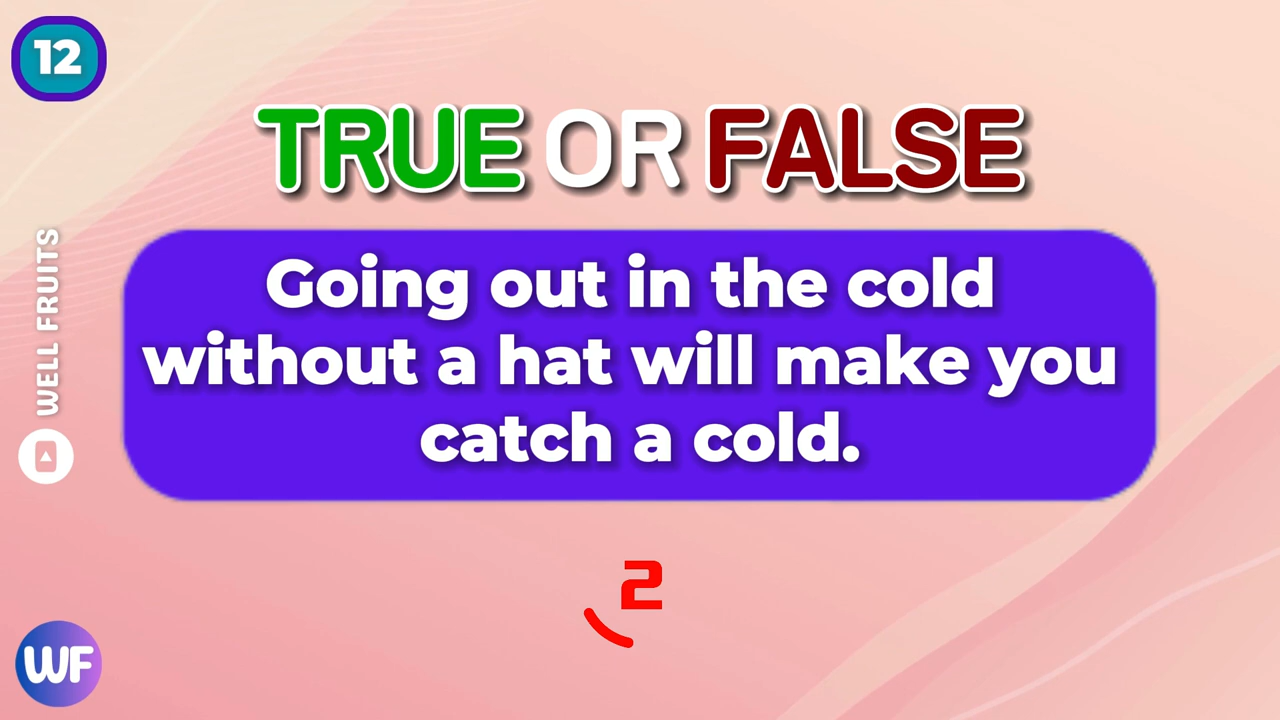 12
TRUE OR FALSE
Going out in the cold
without a hat will make you
catch a cold.
WELL FRUITS
2
WF